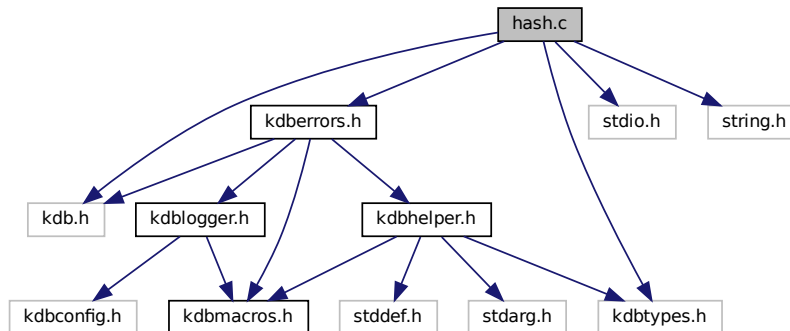 hash.c
kdberrors.h
stdio.h
string.h
kdb.h
kdblogger.h
kdbhelper.h
kdbconfig.h
kdbmacros.h
stddef.h
stdarg.h
kdbtypes.h